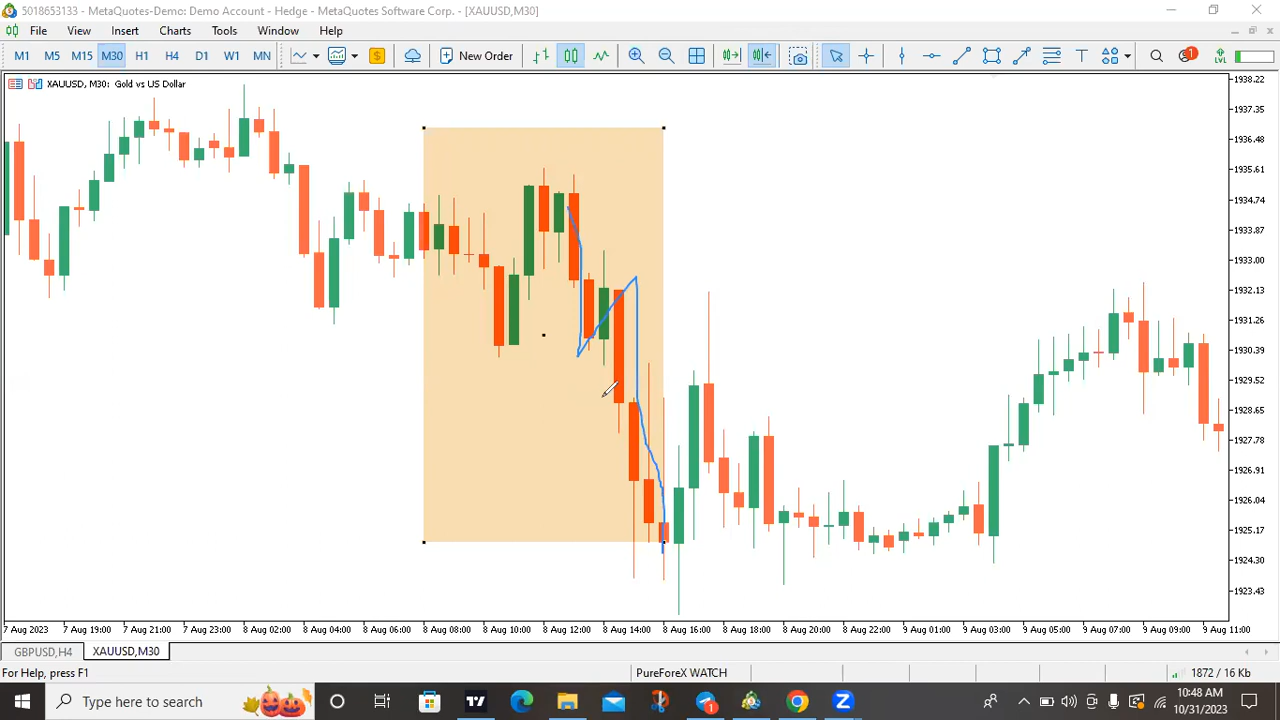 5018653133 - MetaQuotes-Demo: Demo Account - Hedge - MetaQuotes Software Corp. - [XAUUSD,M30]
File View Insert Charts Tools Window Help
M1 M5 M15 M30 H1 H4 D1 W1 MN $ New Order T 1 LVL
XAUUSD, M30: Gold vs US Dollar
1938.22
1937.35
1936.48
1935.61
1934.74
1933.87
1933.00
1932.13
1931.26
1930.39
1929.52
1928.65
1927.78
1926.91
1926.04
1925.17
1924.30
1923.43
7 Aug 2023 7 Aug 19:00 7 Aug 21:00 7 Aug 23:00 8 Aug 02:00 8 Aug 04:00 8 Aug 06:00 8 Aug 08:00 8 Aug 10:00 8 Aug 12:00 8 Aug 14:00 8 Aug 16:00 8 Aug 18:00 8 Aug 20:00 8 Aug 22:00 9 Aug 01:00 9 Aug 03:00 9 Aug 05:00 9 Aug 07:00 9 Aug 09:00 9 Aug 11:00
GBPUSD,H4 XAUUSD,M30
For Help, press F1 PureForeX WATCH 1872 / 16 Kb
Type here to search 1 10:48 AM
10/31/2023